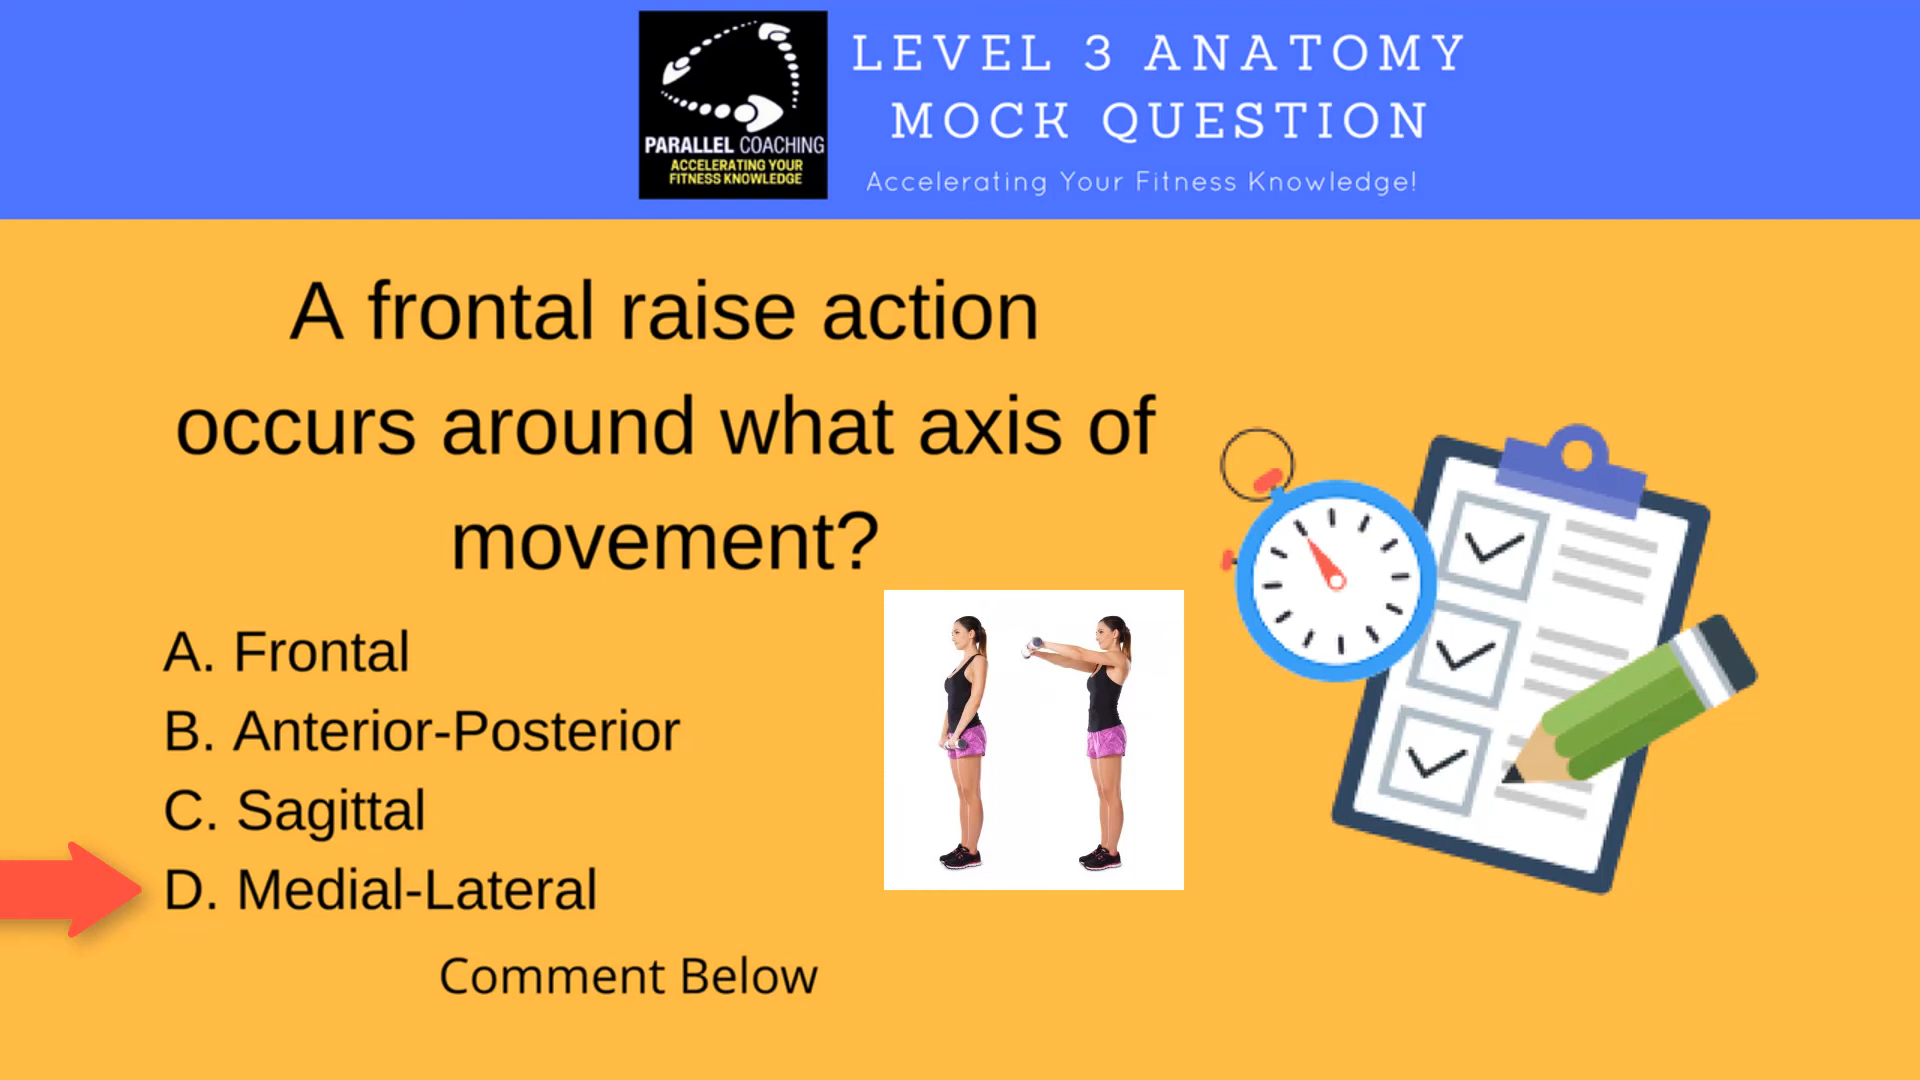 PARALLEL COACHING
ACCELERATING YOUR
FITNESS KNOWLEDGE
LEVEL 3 ANATOMY
MOCK QUESTION
Accelerating Your Fitness Knowledge!
A frontal raise action
occurs around what axis of
movement?
A. Frontal
B. Anterior-Posterior
C. Sagittal
D. Medial-Lateral
Comment Below